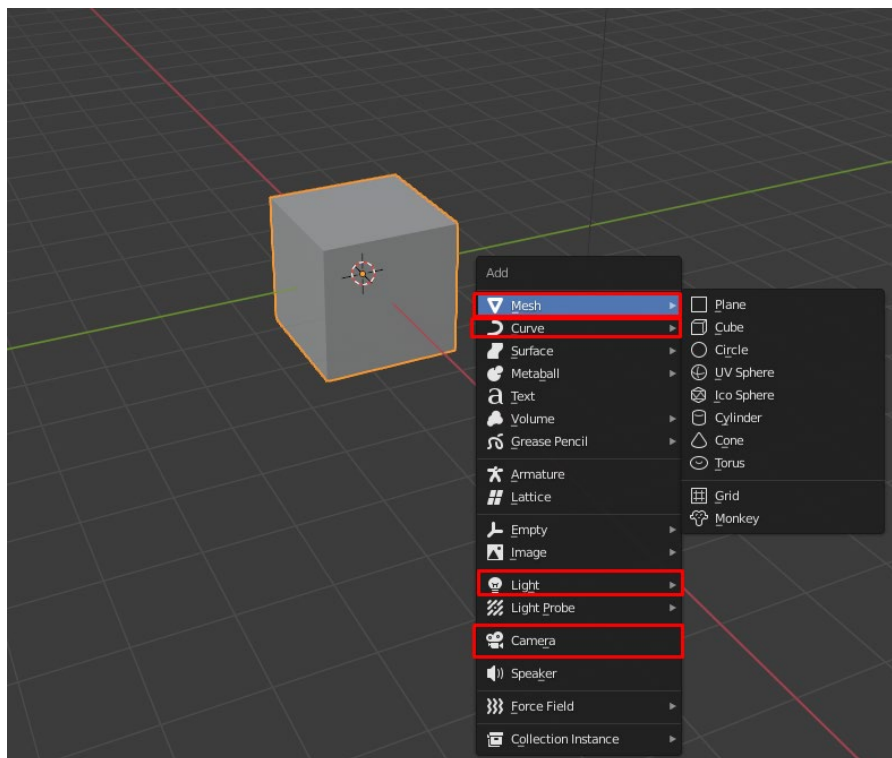 Add
Mesh
Curve
Surface
Metaball
Text
Volume
Grease Pencil
Armature
Lattice
Empty
Image
Light
Light Probe
Camera
Speaker
Force Field
Collection Instance
Plane
Cube
Circle
UV Sphere
Ico Sphere
Cylinder
Cone
Torus
Grid
Monkey